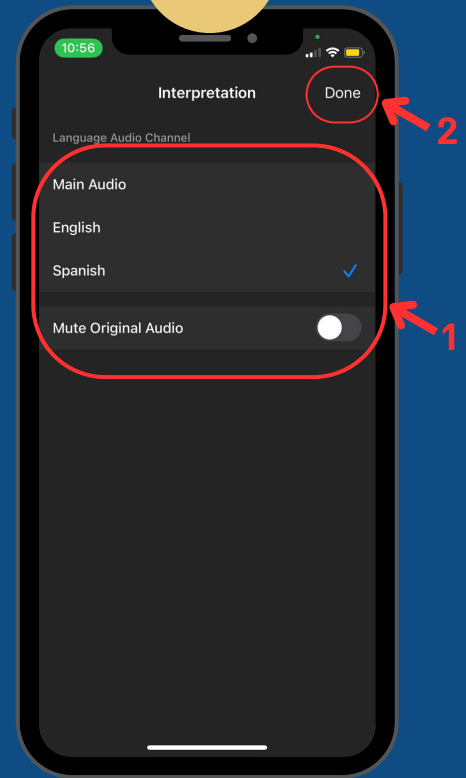 10:56
Interpretation Done
2
Language Audio Channel
Main Audio
English
Spanish
Mute Original Audio
1